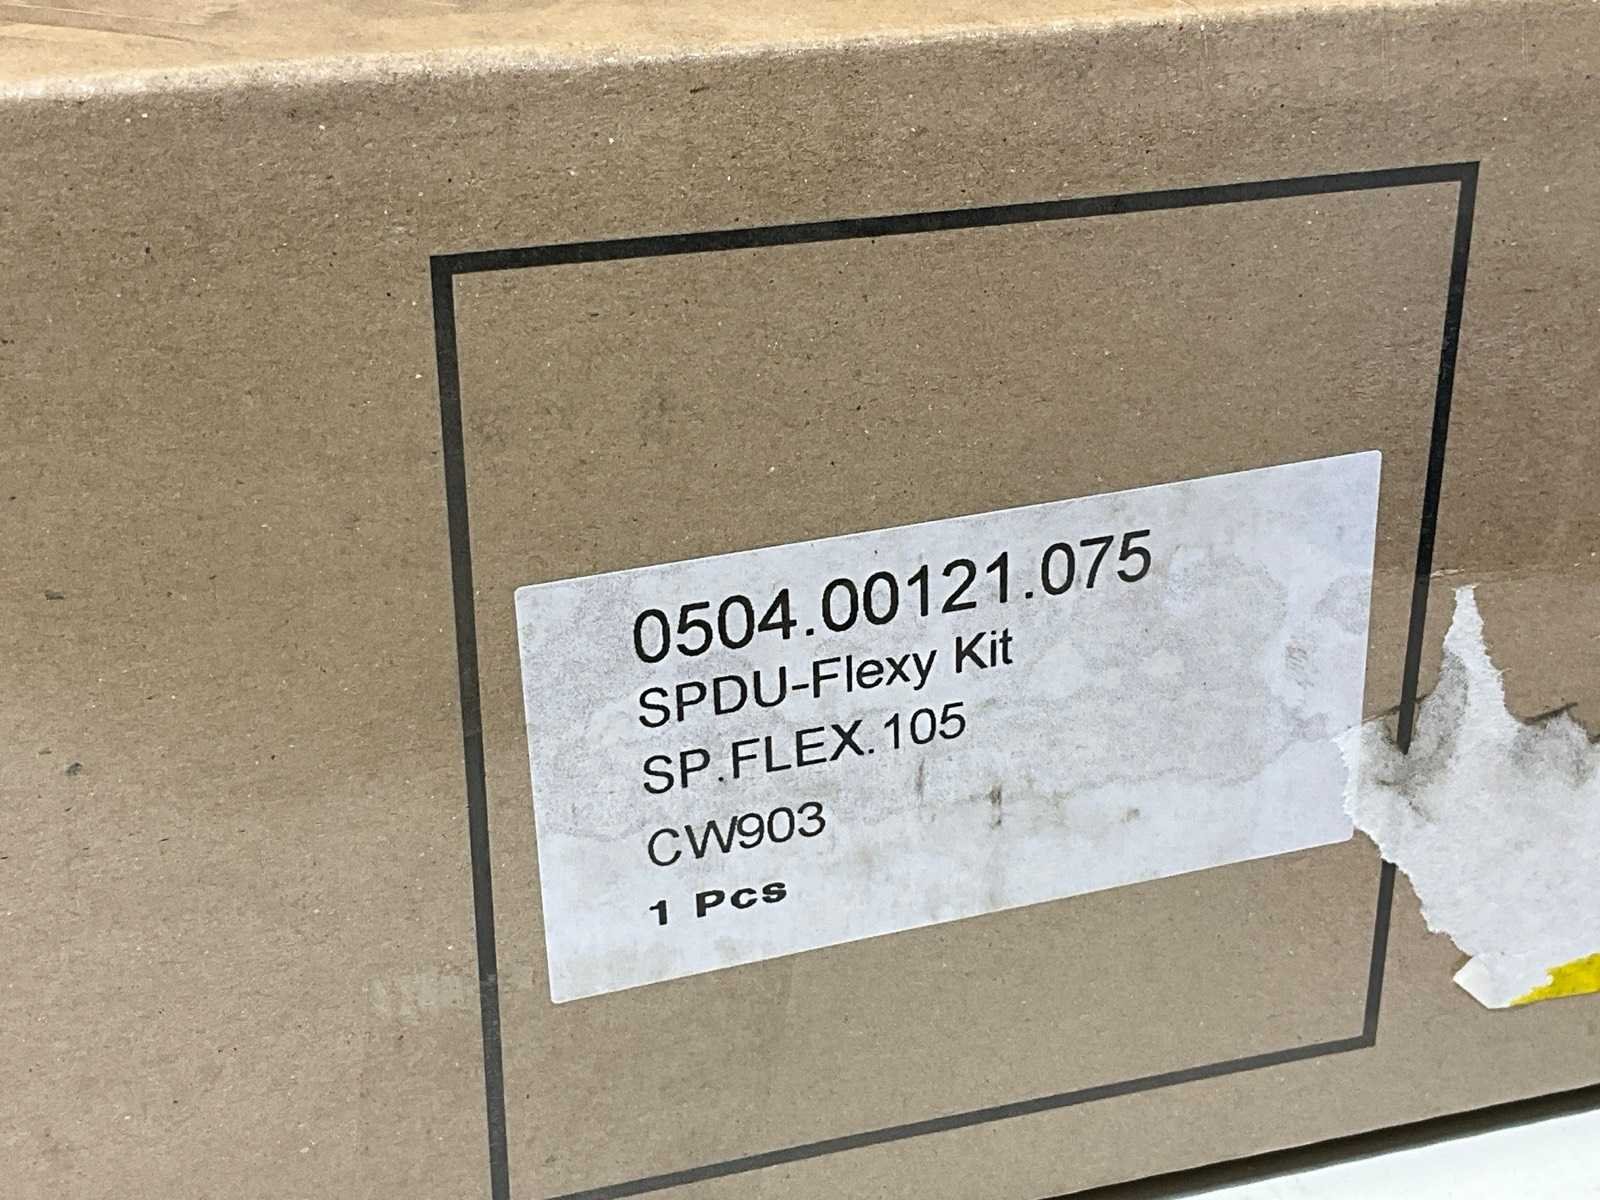 0504.00121.075
SPDU-Flexy Kit
SP.FLEX.105
CW903
1 Pcs